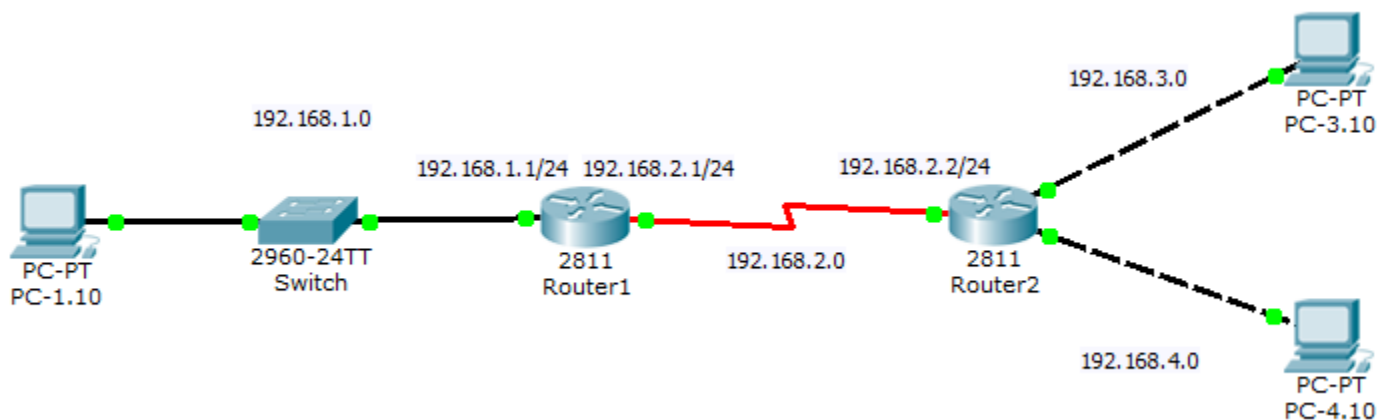 192.168.1.0
PC-PT
PC-1.10
2960-24TT
Switch
192.168.1.1/24
192.168.2.1/24
2811
Router1
192.168.2.0
192.168.2.2/24
2811
Router2
192.168.3.0
PC-PT
PC-3.10
192.168.4.0
PC-PT
PC-4.10